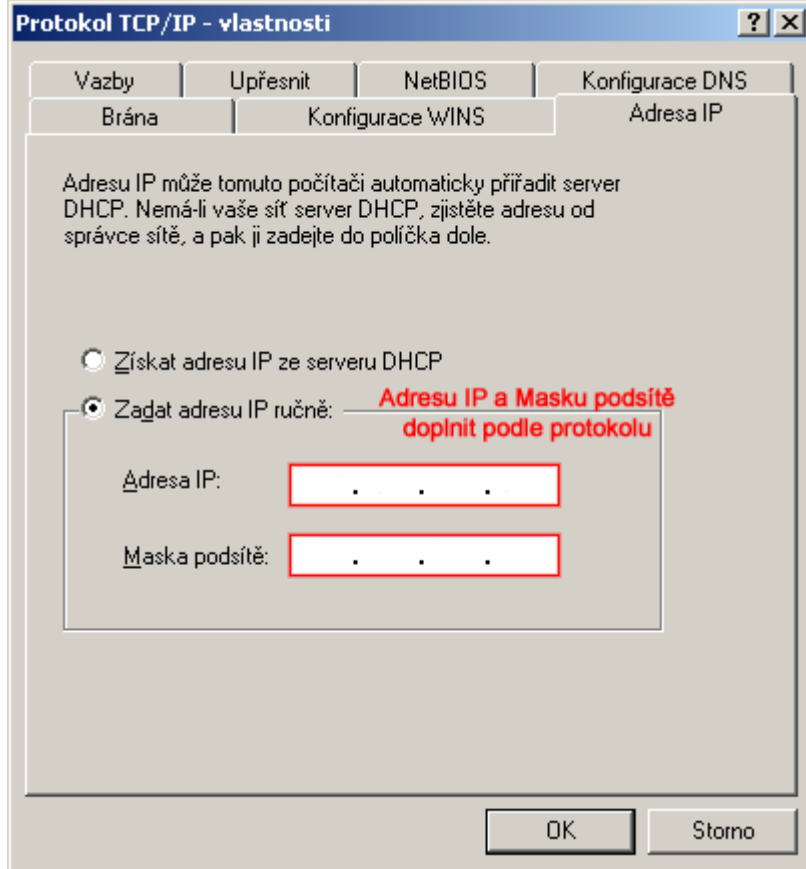 Protokol TCP/IP - vlastnosti
Vazby Upřesnit NetBIOS Konfigurace DNS
Brána Konfigurace WINS Adresa IP
Adresu IP může tomuto počítači automaticky přiřadit server
DHCP. Nemá-li vaše síť server DHCP, zjistěte adresu od
správce sítě, a pak ji zadejte do políčka dole.
Získat adresu IP ze serveru DHCP
Zadat adresu IP ručně:
Adresu IP a Masku podsítě
doplnit podle protokolu
Adresa IP: . . .
Maska podsítě: . . .
OK Storno